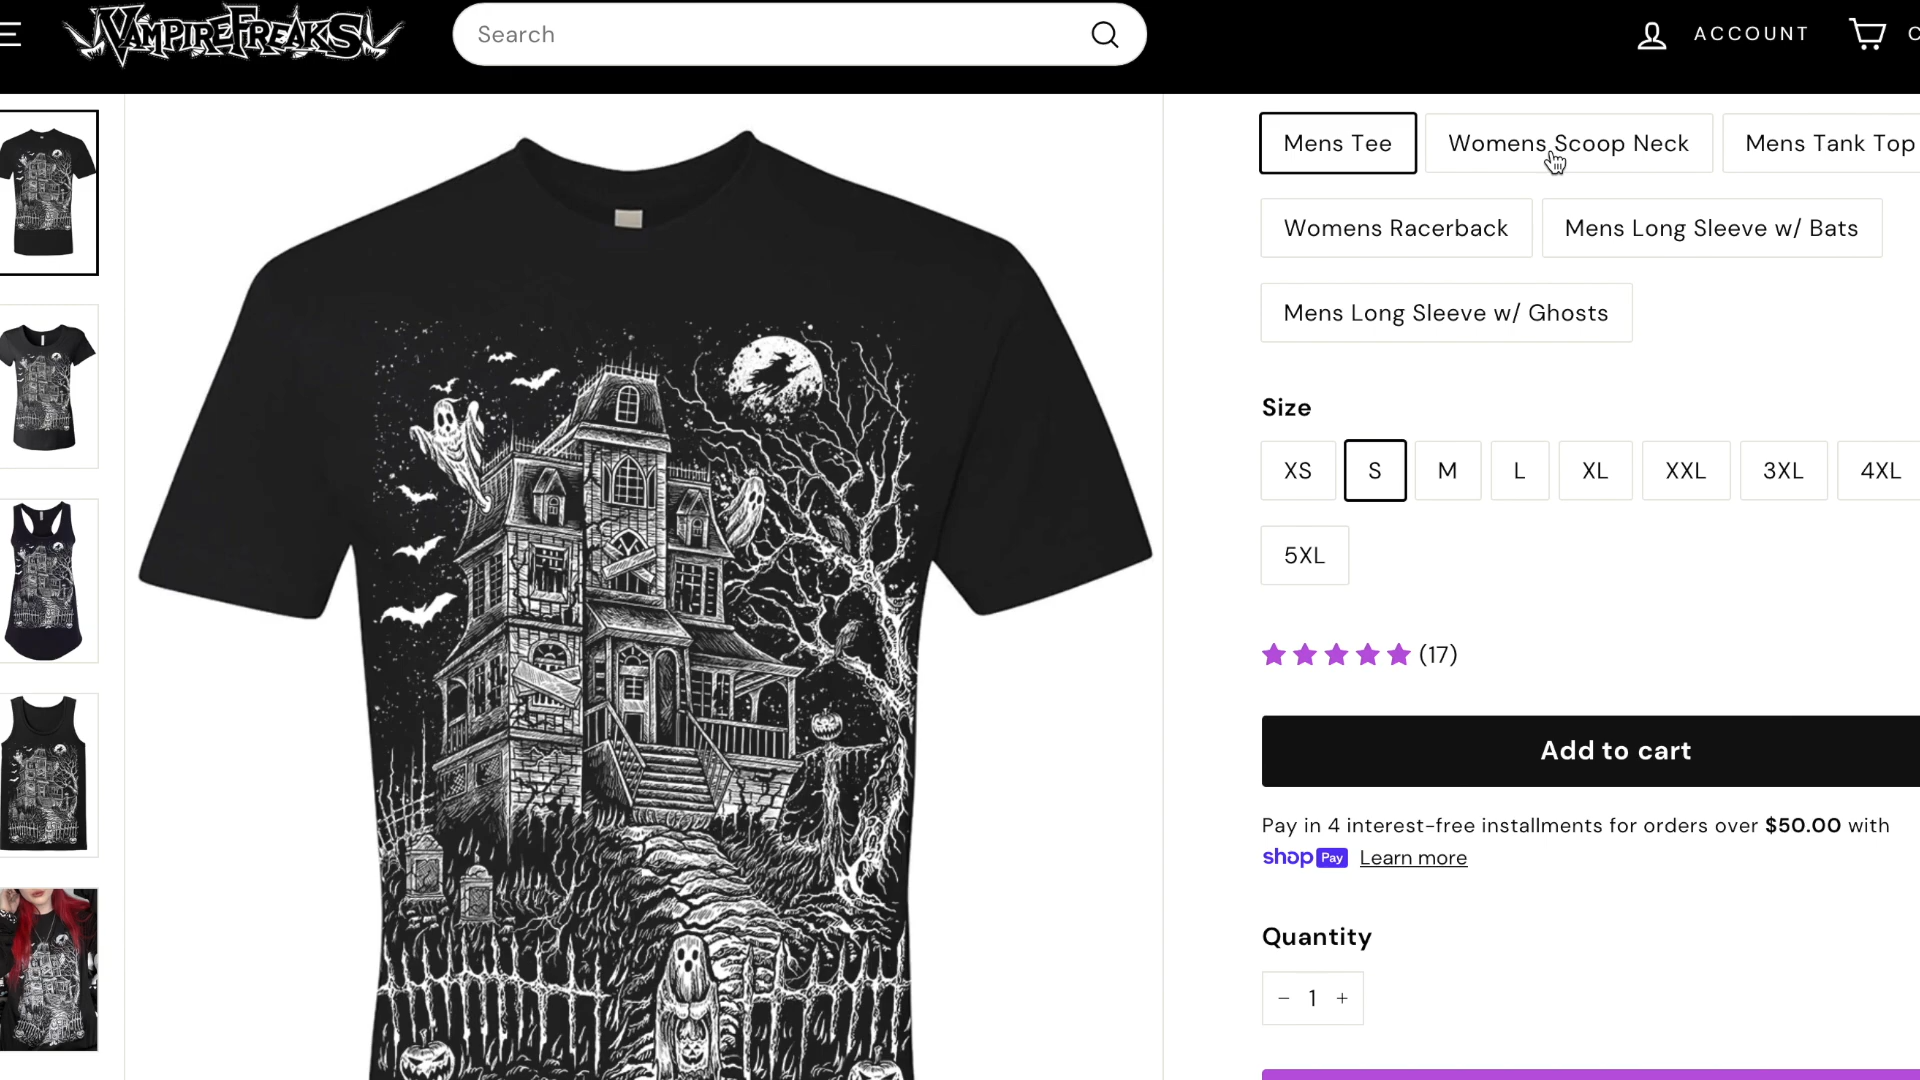 VAMPIREFREAKS
Search
ACCOUNT
Mens Tee
Womens Scoop Neck
Mens Tank Top
Womens Racerback
Mens Long Sleeve w/ Bats
Mens Long Sleeve w/ Ghosts
Size
XS
S
M
L
XL
XXL
3XL
4XL
5XL
(17)
Add to cart
Pay in 4 interest-free installments for orders over $50.00 with
shop Pay Learn more
Quantity
− 1 +